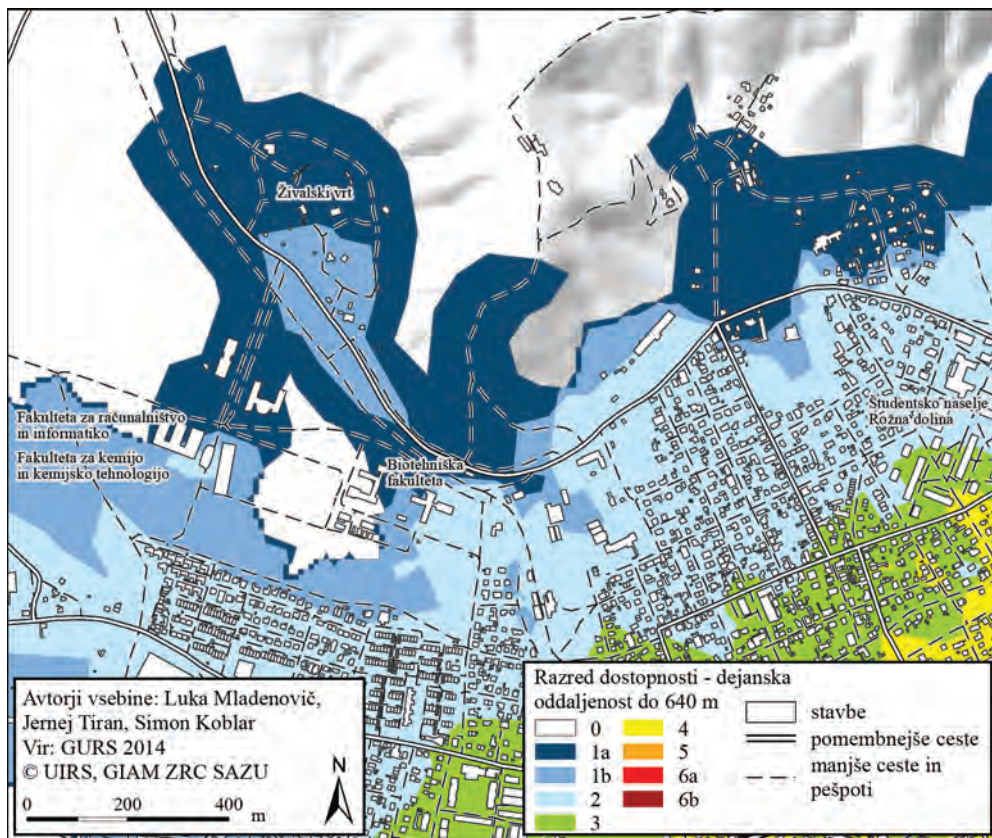 Živalski vrt
Fakulteta za računalništvo
in informatiko
Fakulteta za kemijo
in kemijsko tehnologijo
Biotehniška
fakulteta
Študentsko naselje
Rožna dolina
Avtorji vsebine: Luka Mladenovič,
Jernej Tiran, Simon Koblar
Vir: GURS 2014
© UIRS, GIAM ZRC SAZU
N
0 200 400
m
Razred dostopnosti - dejanska
oddaljenost do 640 m
0
1a
1b
2
3
4
5
6a
6b
stavbe
pomembnejše ceste
manjše ceste in
pešpoti